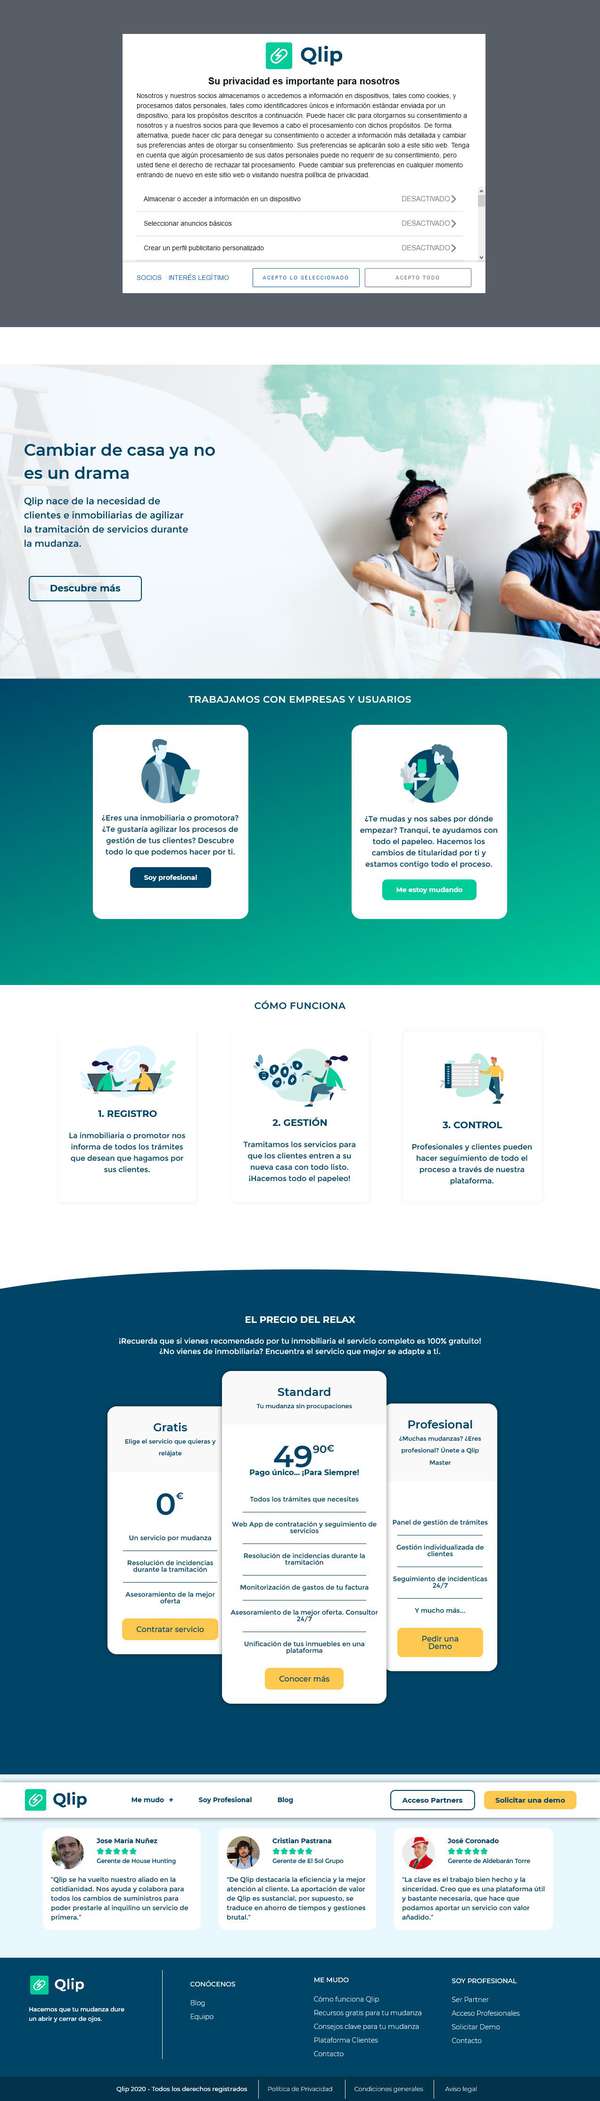 Qlip
Su privacidad es importante para nosotros
Nosotros y nuestros socios almacenamos o accedemos a información en dispositivos, tales como cookies, y
procesamos datos personales, tales como identificadores únicos e información estándar enviada por un
dispositivo, para los propósitos descritos a continuación. Puede hacer clic para otorgarnos su consentimiento a
nosotros y a nuestros socios para que llevemos a cabo el procesamiento con dichos propósitos. De forma
alternativa, puede hacer clic para denegar su consentimiento o acceder a información más detallada y cambiar
sus preferencias antes de otorgar su consentimiento. Sus preferencias se aplicarán solo a este sitio web. Tenga
en cuenta que algún procesamiento de sus datos personales puede no requerir de su consentimiento, pero
usted tiene el derecho de rechazar tal procesamiento. Puede cambiar sus preferencias en cualquier momento
entrando de nuevo en este sitio web o visitando nuestra política de privacidad.
Almacenar o acceder a información en un dispositivo DESACTIVADO
Seleccionar anuncios básicos DESACTIVADO
Crear un perfil publicitario personalizado DESACTIVADO
SOCIOS INTERÉS LEGÍTIMO ACEPTO LO SELECCIONADO ACEPTO TODO
Cambiar de casa ya no
es un drama
Qlip nace de la necesidad de
clientes e inmobiliarias de agilizar
la tramitación de servicios durante
la mudanza.
Descubre más
TRABAJAMOS CON EMPRESAS Y USUARIOS
¿Eres una inmobiliaria o promotora?
¿Te gustaría agilizar los procesos de
gestión de tus clientes? Descubre
todo lo que podemos hacer por ti.
Soy profesional
¿Te mudas y nos sabes por dónde
empezar? Tranqui, te ayudamos con
todo el papeleo. Hacemos los
cambios de titularidad por ti y
estamos contigo todo el proceso.
Me estoy mudando
CÓMO FUNCIONA
1. REGISTRO
La inmobiliaria o promotor nos
informa de todos los trámites
que desean que hagamos por
sus clientes.
2. GESTIÓN
Tramitamos los servicios para
que los clientes entren a su
nueva casa con todo listo.
¡Hacemos todo el papeleo!
3. CONTROL
Profesionales y clientes pueden
hacer seguimiento de todo el
proceso a través de nuestra
plataforma.
EL PRECIO DEL RELAX
¡Recuerda que si vienes recomendado por tu inmobiliaria el servicio completo es 100% gratuito!
¿No vienes de inmobiliaria? Encuentra el servicio que mejor se adapte a ti.
Gratis
Elige el servicio que quieras y
relájate
0€
Un servicio por mudanza
Resolución de incidencias
durante la tramitación
Asesoramiento de la mejor
oferta
Contratar servicio
Standard
Tu mudanza sin procupaciones
49 90€
Pago único... ¡Para Siempre!
Todos los trámites que necesites
Web App de contratación y seguimiento de
servicios
Resolución de incidencias durante la
tramitación
Monitorización de gastos de tu factura
Asesoramiento de la mejor oferta. Consultor
24/7
Unificación de tus inmuebles en una
plataforma
Conocer más
Profesional
¿Muchas mudanzas? ¿Eres
profesional? Únete a Qlip
Master
Panel de gestión de trámites
Gestión individualizada de
clientes
Seguimiento de incidenticas
24/7
Y mucho más...
Pedir una
Demo
Qlip Me mudo + Soy Profesional Blog Acceso Partners Solicitar una demo
Jose Maria Nuñez
Gerente de House Hunting
"Qlip se ha vuelto nuestro aliado en la
cotidianidad. Nos ayuda y colabora para
todos los cambios de suministros para
poder prestarle al inquilino un servicio de
primera."
Cristian Pastrana
Gerente de El Sol Grupo
"De Qlip destacaría la eficiencia y la mejor
atención al cliente. La aportación de valor
de Qlip es sustancial, por supuesto, se
traduce en ahorro de tiempos y gestiones
brutal."
José Coronado
Gerente de Aldebarán Torre
"La clave es el trabajo bien hecho y la
sinceridad. Creo que es una plataforma útil
y bastante necesaria, que hace que
podamos aportar un servicio con valor
añadido."
Qlip
Hacemos que tu mudanza dure
un abrir y cerrar de ojos.
CONÓCENOS
Blog
Equipo
ME MUDO
Cómo funciona Qlip
Recursos gratis para tu mudanza
Consejos clave para tu mudanza
Plataforma Clientes
Contacto
SOY PROFESIONAL
Ser Partner
Acceso Profesionales
Solicitar Demo
Contacto
Qlip 2020 - Todos los derechos registrados Política de Privacidad Condiciones generales Aviso legal